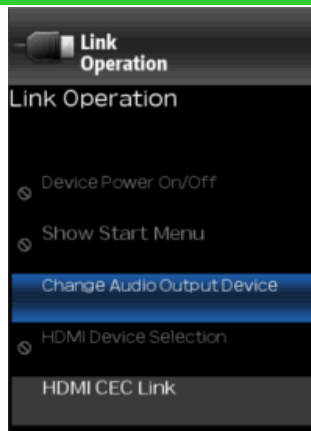 Link
Operation
Link Operation
Device Power On/Off
Show Start Menu
Change Audio Output Device
HDMI Device Selection
HDMI CEC Link